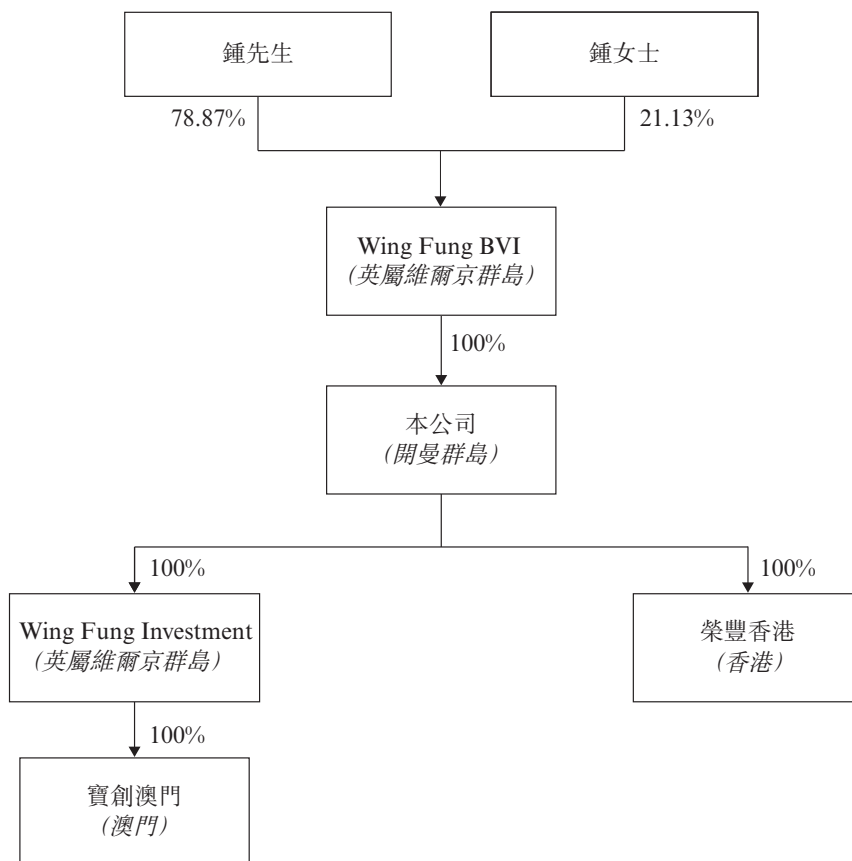 鍾先生
鍾女士
78.87%
21.13%
Wing Fung BVI
(英屬維爾京群島)
100%
本公司
(開曼群島)
100%
100%
Wing Fung Investment
(英屬維爾京群島)
榮豐香港
(香港)
100%
寶創澳門
(澳門)